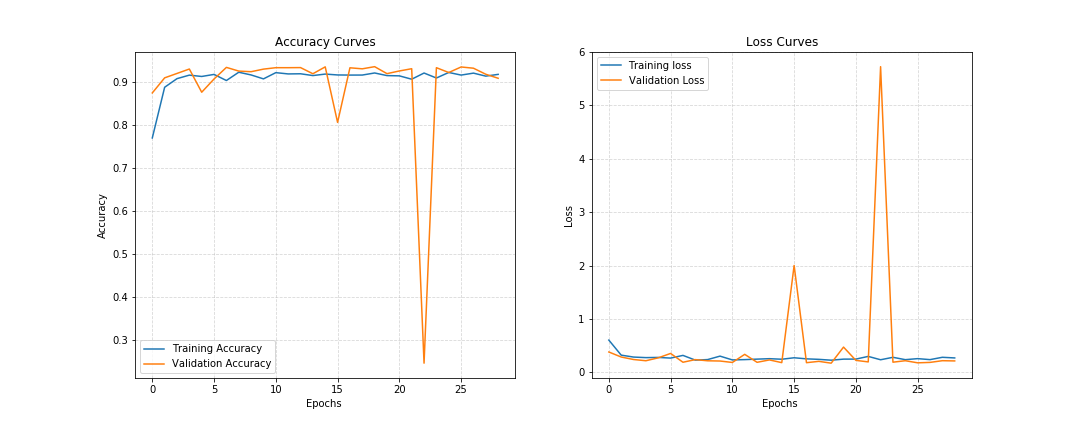 Accuracy Curves
0.9
0.8
0.7
0.6
0.5
0.4
0.3
Accuracy
Training Accuracy
Validation Accuracy
0 5 10 15 20 25
Epochs
Loss Curves
6
5
4
3
2
1
0
Loss
Training loss
Validation Loss
0 5 10 15 20 25
Epochs